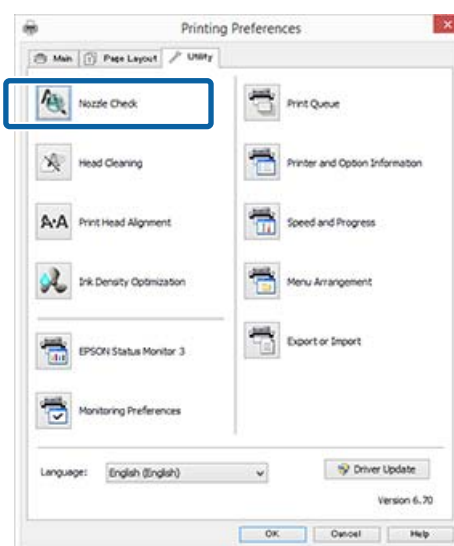 Printing Preferences
Main
Page Layout
Utility
Nozzle Check
Head Cleaning
Print Head Alignment
Ink Density Optimization
EPSON Status Monitor 3
Monitoring Preferences
Print Queue
Printer and Option Information
Speed and Progress
Menu Arrangement
Export or Import
Language: English (English)
Driver Update
Version 6.70
OK Cancel Help